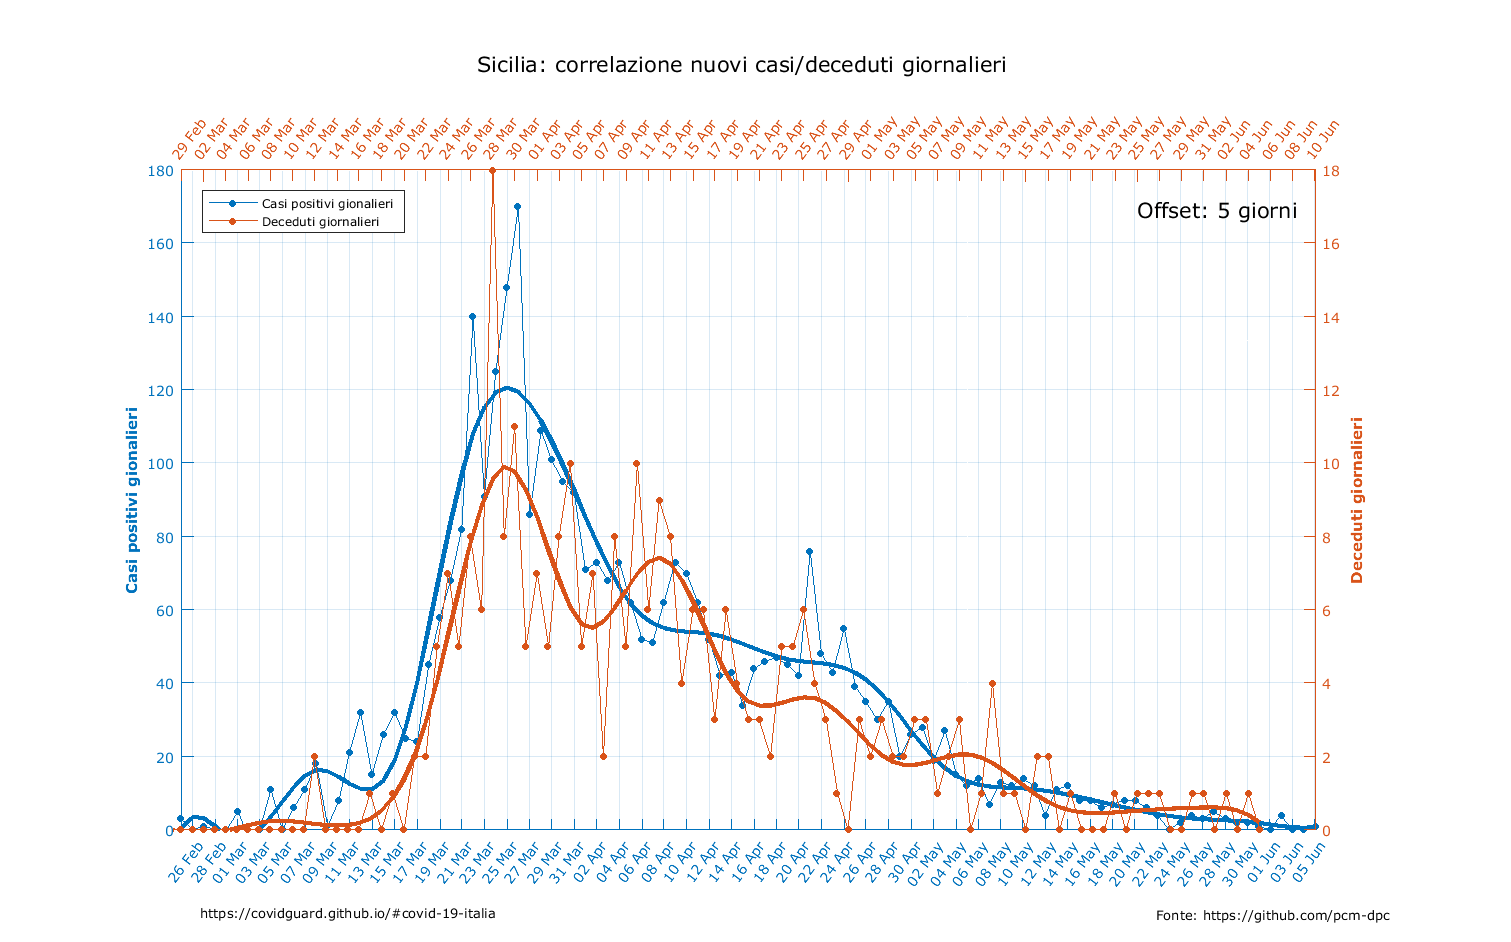 Sicilia: correlazione nuovi casi/deceduti giornalieri
29 Feb 02 Mar 04 Mar 06 Mar 08 Mar 10 Mar 12 Mar 14 Mar 16 Mar 18 Mar 20 Mar 22 Mar 24 Mar 26 Mar 28 Mar 30 Mar 01 Apr 03 Apr 05 Apr 07 Apr 09 Apr 11 Apr 13 Apr 15 Apr 17 Apr 19 Apr 21 Apr 23 Apr 25 Apr 27 Apr 29 Apr 01 May 03 May 05 May 07 May 09 May 11 May 13 May 15 May 17 May 19 May 21 May 23 May 25 May 27 May 29 May 31 May 02 Jun 04 Jun 06 Jun 08 Jun 10 Jun
180 18
Casi positivi gionalieri
Deceduti giornalieri
Offset: 5 giorni
160 16
140 14
120 12
100 10
80 8
60 6
40 4
20 2
0 0
Casi positivi gionalieri
Deceduti giornalieri
26 Feb 28 Feb 01 Mar 03 Mar 05 Mar 07 Mar 09 Mar 11 Mar 13 Mar 15 Mar 17 Mar 19 Mar 21 Mar 23 Mar 25 Mar 27 Mar 29 Mar 31 Mar 02 Apr 04 Apr 06 Apr 08 Apr 10 Apr 12 Apr 14 Apr 16 Apr 18 Apr 20 Apr 22 Apr 24 Apr 26 Apr 28 Apr 30 Apr 02 May 04 May 06 May 08 May 10 May 12 May 14 May 16 May 18 May 20 May 22 May 24 May 26 May 28 May 30 May 01 Jun 03 Jun 05 Jun
https://covidguard.github.io/#covid-19-italia
Fonte: https://github.com/pcm-dpc